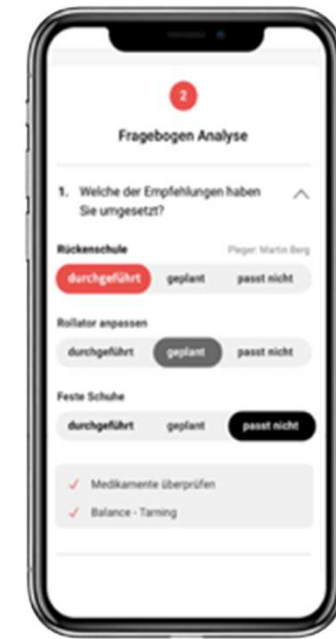 2
Fragebogen Analyse
1. Welche der Empfehlungen haben
Sie umgesetzt?
Rückenschule Pleger: Martin Berg
durchgeführt geplant passt nicht
Rollator anpassen
durchgeführt geplant passt nicht
Feste Schuhe
durchgeführt geplant passt nicht
Medikamente überprüfen
Balance - Tarning